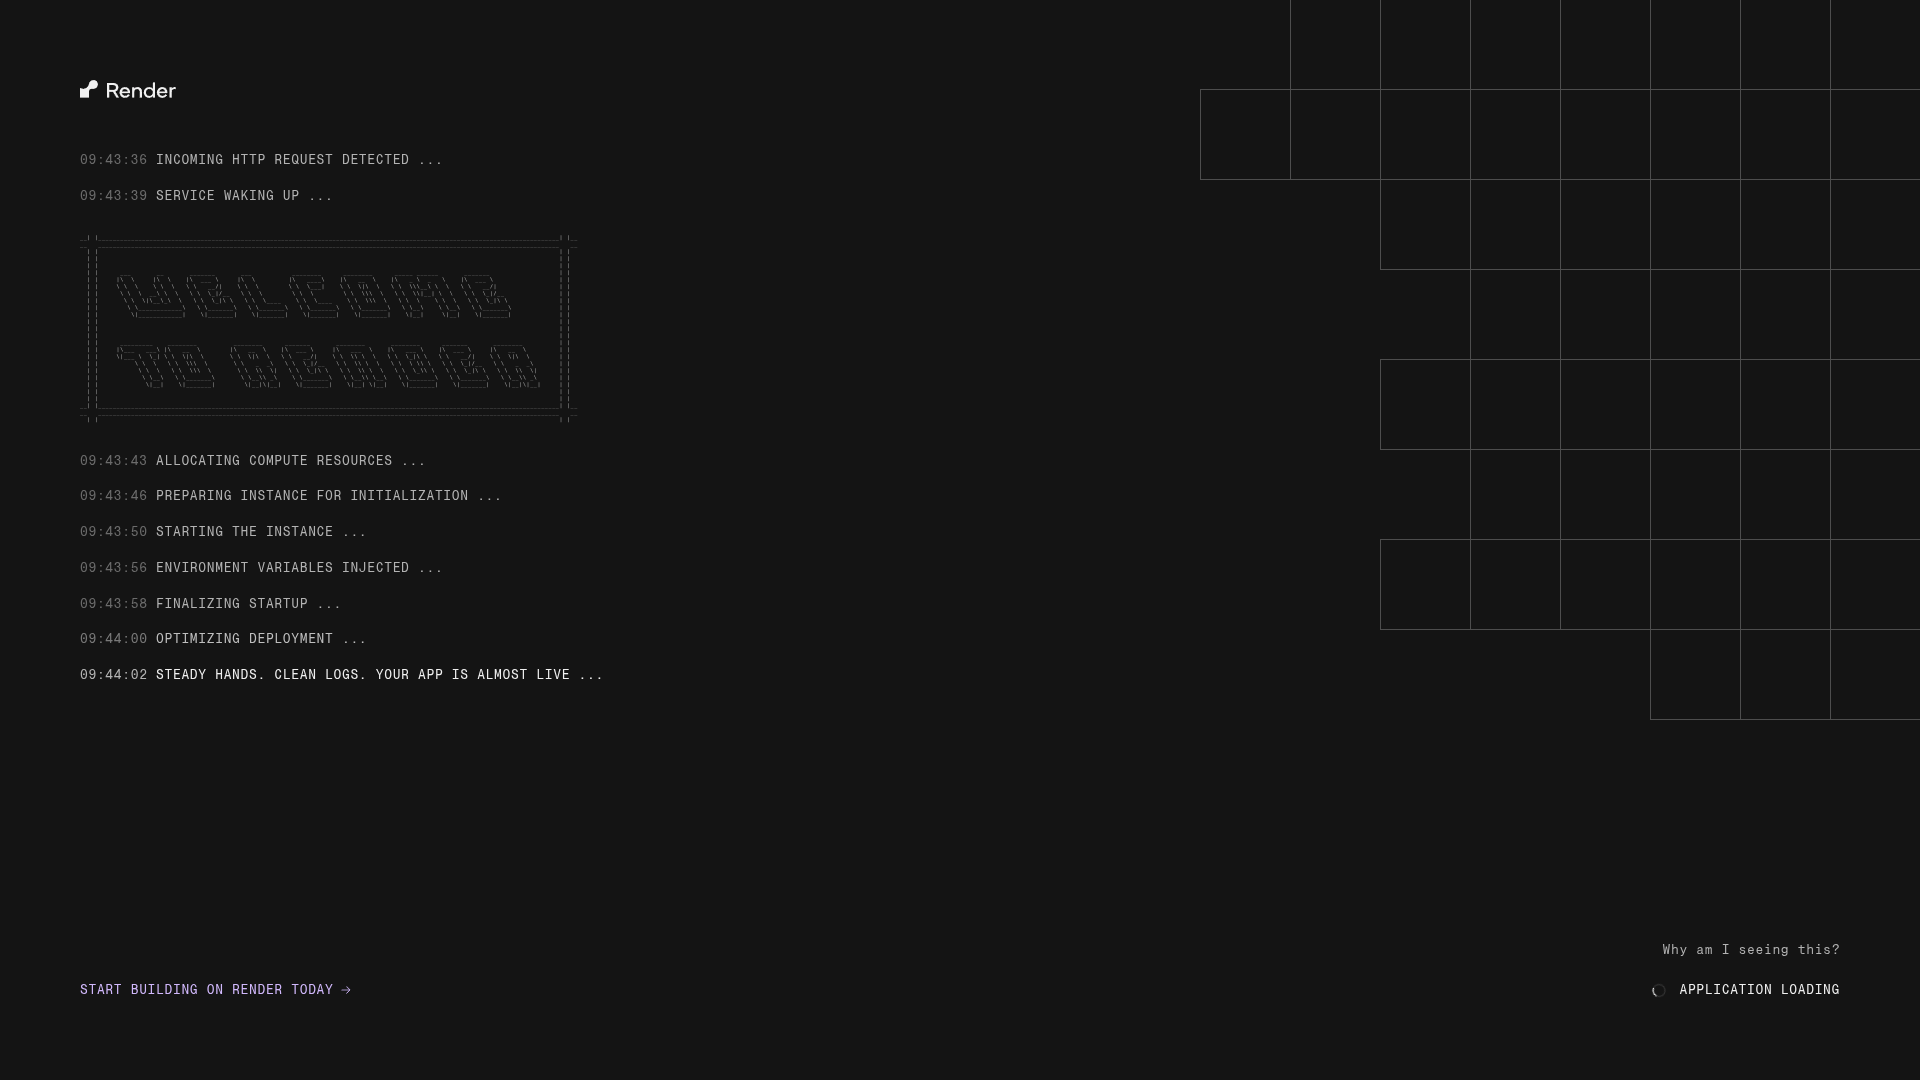 Render
09:43:36 INCOMING HTTP REQUEST DETECTED ...
09:43:39 SERVICE WAKING UP ...
WELCOME
TO RENDER
09:43:43 ALLOCATING COMPUTE RESOURCES ...
09:43:46 PREPARING INSTANCE FOR INITIALIZATION ...
09:43:50 STARTING THE INSTANCE ...
09:43:56 ENVIRONMENT VARIABLES INJECTED ...
09:43:58 FINALIZING STARTUP ...
09:44:00 OPTIMIZING DEPLOYMENT ...
09:44:02 STEADY HANDS. CLEAN LOGS. YOUR APP IS ALMOST LIVE ...
Why am I seeing this?
START BUILDING ON RENDER TODAY →
APPLICATION LOADING